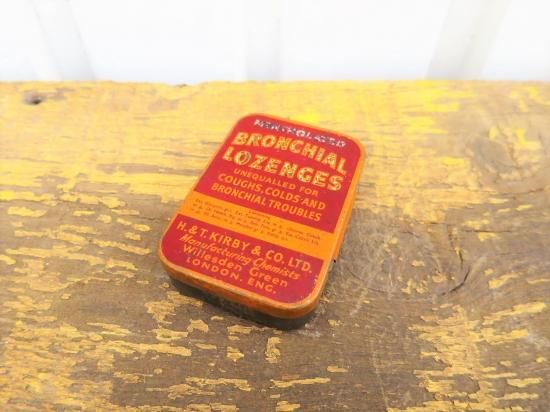 MENTHOLATED
BRONCHIAL
LOZENGES
UNEQUALLED FOR
COUGHS, COLDS AND
BRONCHIAL TROUBLES
H. & T. KIRBY & CO. LTD.
Manufacturing Chemists
Willesden Green
LONDON, ENG.